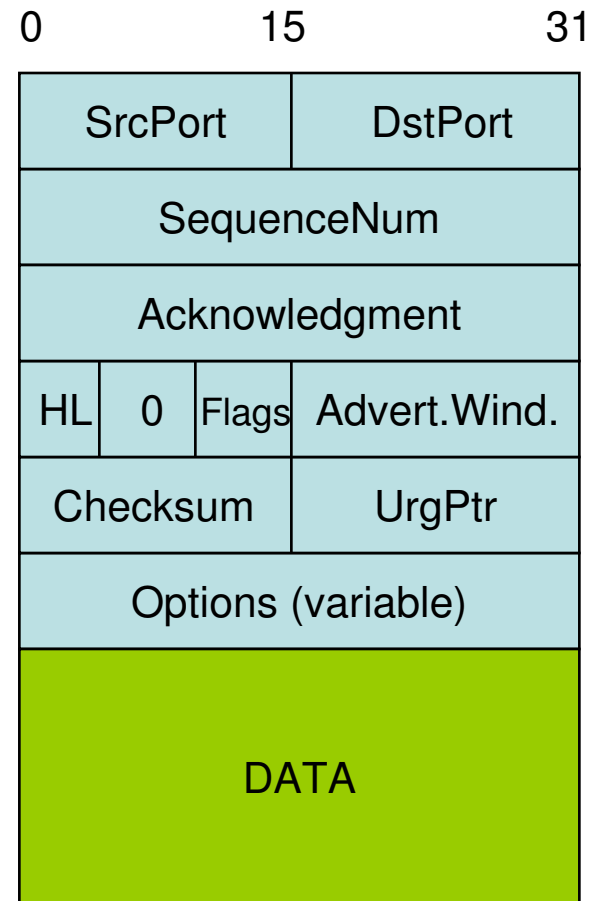 0 15 31
SrcPort DstPort
SequenceNum
Acknowledgment
HL 0 Flags Advert.Wind.
Checksum UrgPtr
Options (variable)
DATA